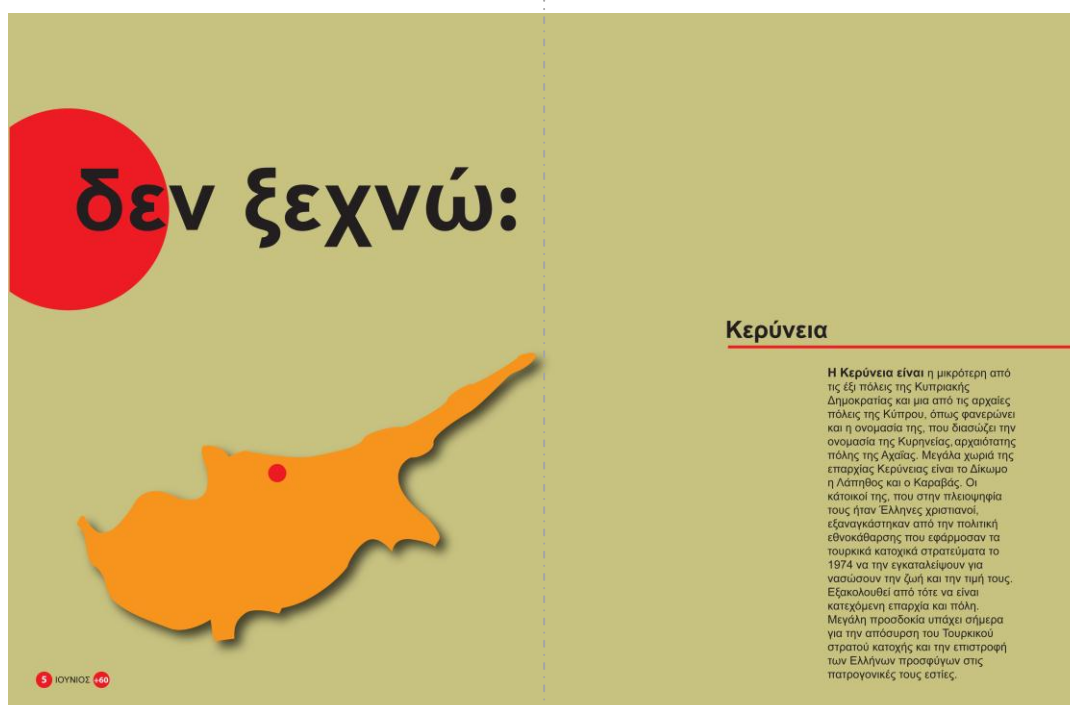 δεν ξεχνώ:
5 ΙΟΥΝΙΟΣ +60
Κερύνεια
Η Κερύνεια είναι η μικρότερη από
τις έξι πόλεις της Κυπριακής
Δημοκρατίας και μια από τις αρχαίες
πόλεις της Κύπρου, όπως φανερώνει
και η ονομασία της, που διασώζει την
ονομασία της Κυρηνείας, αρχαιότατης
πόλης της Αχαΐας. Μεγάλα χωριά της
επαρχίας Κερύνειας είναι το Δίκωμο
η Λάπηθος και ο Καραβάς. Οι
κάτοικοί της, που στην πλειοψηφία
τους ήταν Έλληνες χριστιανοί,
εξαναγκάστηκαν από την πολιτική
εθνοκάθαρσης που εφάρμοσαν τα
τουρκικά κατοχικά στρατεύματα το
1974 να την εγκαταλείψουν για
νασώσουν την ζωή και την τιμή τους.
Εξακολουθεί από τότε να είναι
κατεχόμενη επαρχία και πόλη.
Μεγάλη προσδοκία υπάχει σήμερα
για την απόσυρση του Τουρκικού
στρατού κατοχής και την επιστροφή
των Ελλήνων προσφύγων στις
πατρογονικές τους εστίες.